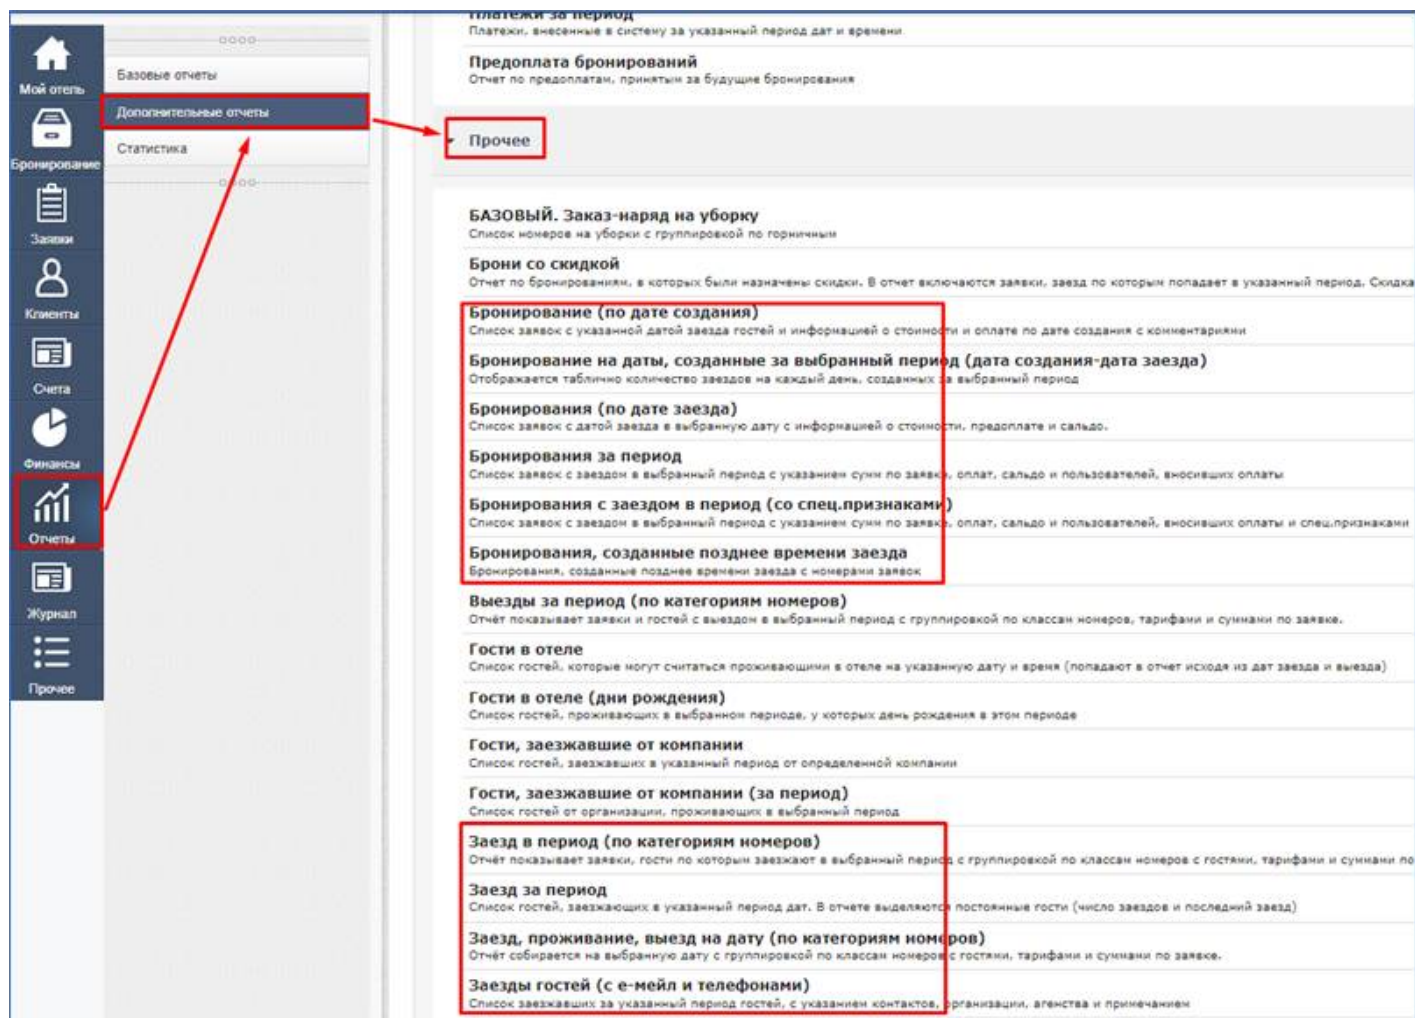 Мой отель
Бронирование
Заявки
Клиенты
Счета
Финансы
Отчеты
Журнал
Прочее
Базовые отчеты
Дополнительные отчеты
Статистика
Платежи за период
Платежи, внесенные в систему за указанный период дат и времени
Предоплата бронирований
Отчет по предоплатам, принятым за будущие бронирования
Прочее
БАЗОВЫЙ. Заказ-наряд на уборку
Список номеров на уборки с группировкой по горничным
Брони со скидкой
Отчет по бронированиям, в которых были назначены скидки. В отчет включаются заявки, заезд по которым попадает в указанный период. Скидка
Бронирование (по дате создания)
Список заявок с указанной датой заезда гостей и информацией о стоимости и оплате по дате создания с комментариями
Бронирование на даты, созданные за выбранный период (дата создания-дата заезда)
Отображается таблично количество заездов на каждый день, созданных за выбранный период
Бронирования (по дате заезда)
Список заявок с датой заезда в выбранную дату с информацией о стоимости, предоплате и сальдо.
Бронирования за период
Список заявок с заездом в выбранный период с указанием сумм по заявке, оплат, сальдо и пользователей, вносивших оплаты
Бронирования с заездом в период (со спец.признаками)
Список заявок с заездом в выбранный период с указанием сумм по заявке, оплат, сальдо и пользователей, вносивших оплаты и спец.признаками
Бронирования, созданные позднее времени заезда
Бронирования, созданные позднее времени заезда с номерами заявок
Выезды за период (по категориям номеров)
Отчёт показывает заявки и гостей с выездом в выбранный период с группировкой по классам номеров, тарифами и суммами по заявке.
Гости в отеле
Список гостей, которые могут считаться проживающими в отеле на указанную дату и время (попадают в отчет исходя из дат заезда и выезда)
Гости в отеле (дни рождения)
Список гостей, проживающих в выбранном периоде, у которых день рождения в этом периоде
Гости, заезжавшие от компании
Список гостей, заезжавших в указанный период от определенной компании
Гости, заезжавшие от компании (за период)
Список гостей от организации, проживающих в выбранный период
Заезд в период (по категориям номеров)
Отчёт показывает заявки, гости по которым заезжают в выбранный период с группировкой по классам номеров с гостями, тарифами и суммами по
Заезд за период
Список гостей, заезжающих в указанный период дат. В отчете выделяются постоянные гости (число заездов и последний заезд)
Заезд, проживание, выезд на дату (по категориям номеров)
Отчёт собирается на выбранную дату с группировкой по классам номеров с гостями, тарифами и суммами по заявке.
Заезды гостей (с е-мейл и телефонами)
Список заезжавших за указанный период гостей, с указанием контактов, организации, агенства и примечанием